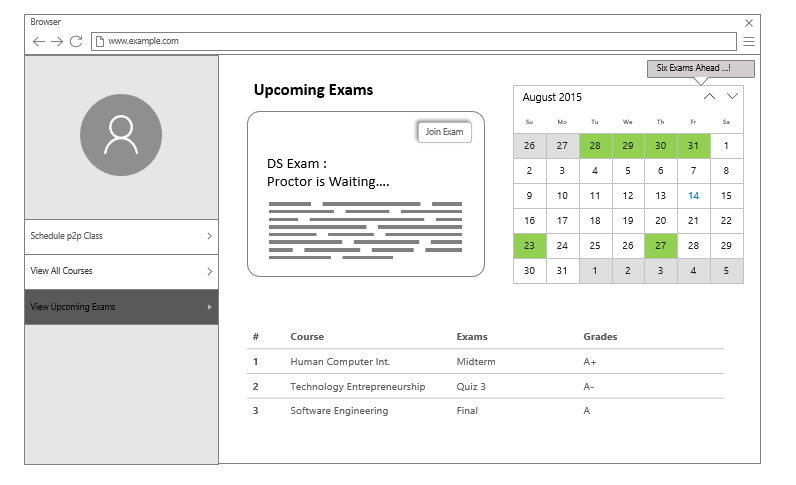 Browser
www.example.com
Six Exams Ahead ...!
Upcoming Exams
Join Exam
DS Exam :
Proctor is Waiting....
August 2015
Su Mo Tu We Th Fr Sa
26 27 28 29 30 31 1
2 3 4 5 6 7 8
9 10 11 12 13 14 15
16 17 18 19 20 21 22
23 24 25 26 27 28 29
30 31 1 2 3 4 5
Schedule p2p Class
View All Courses
View Upcoming Exams
# Course Exams Grades
1 Human Computer Int. Midterm A+
2 Technology Entrepreneurship Quiz 3 A-
3 Software Engineering Final A